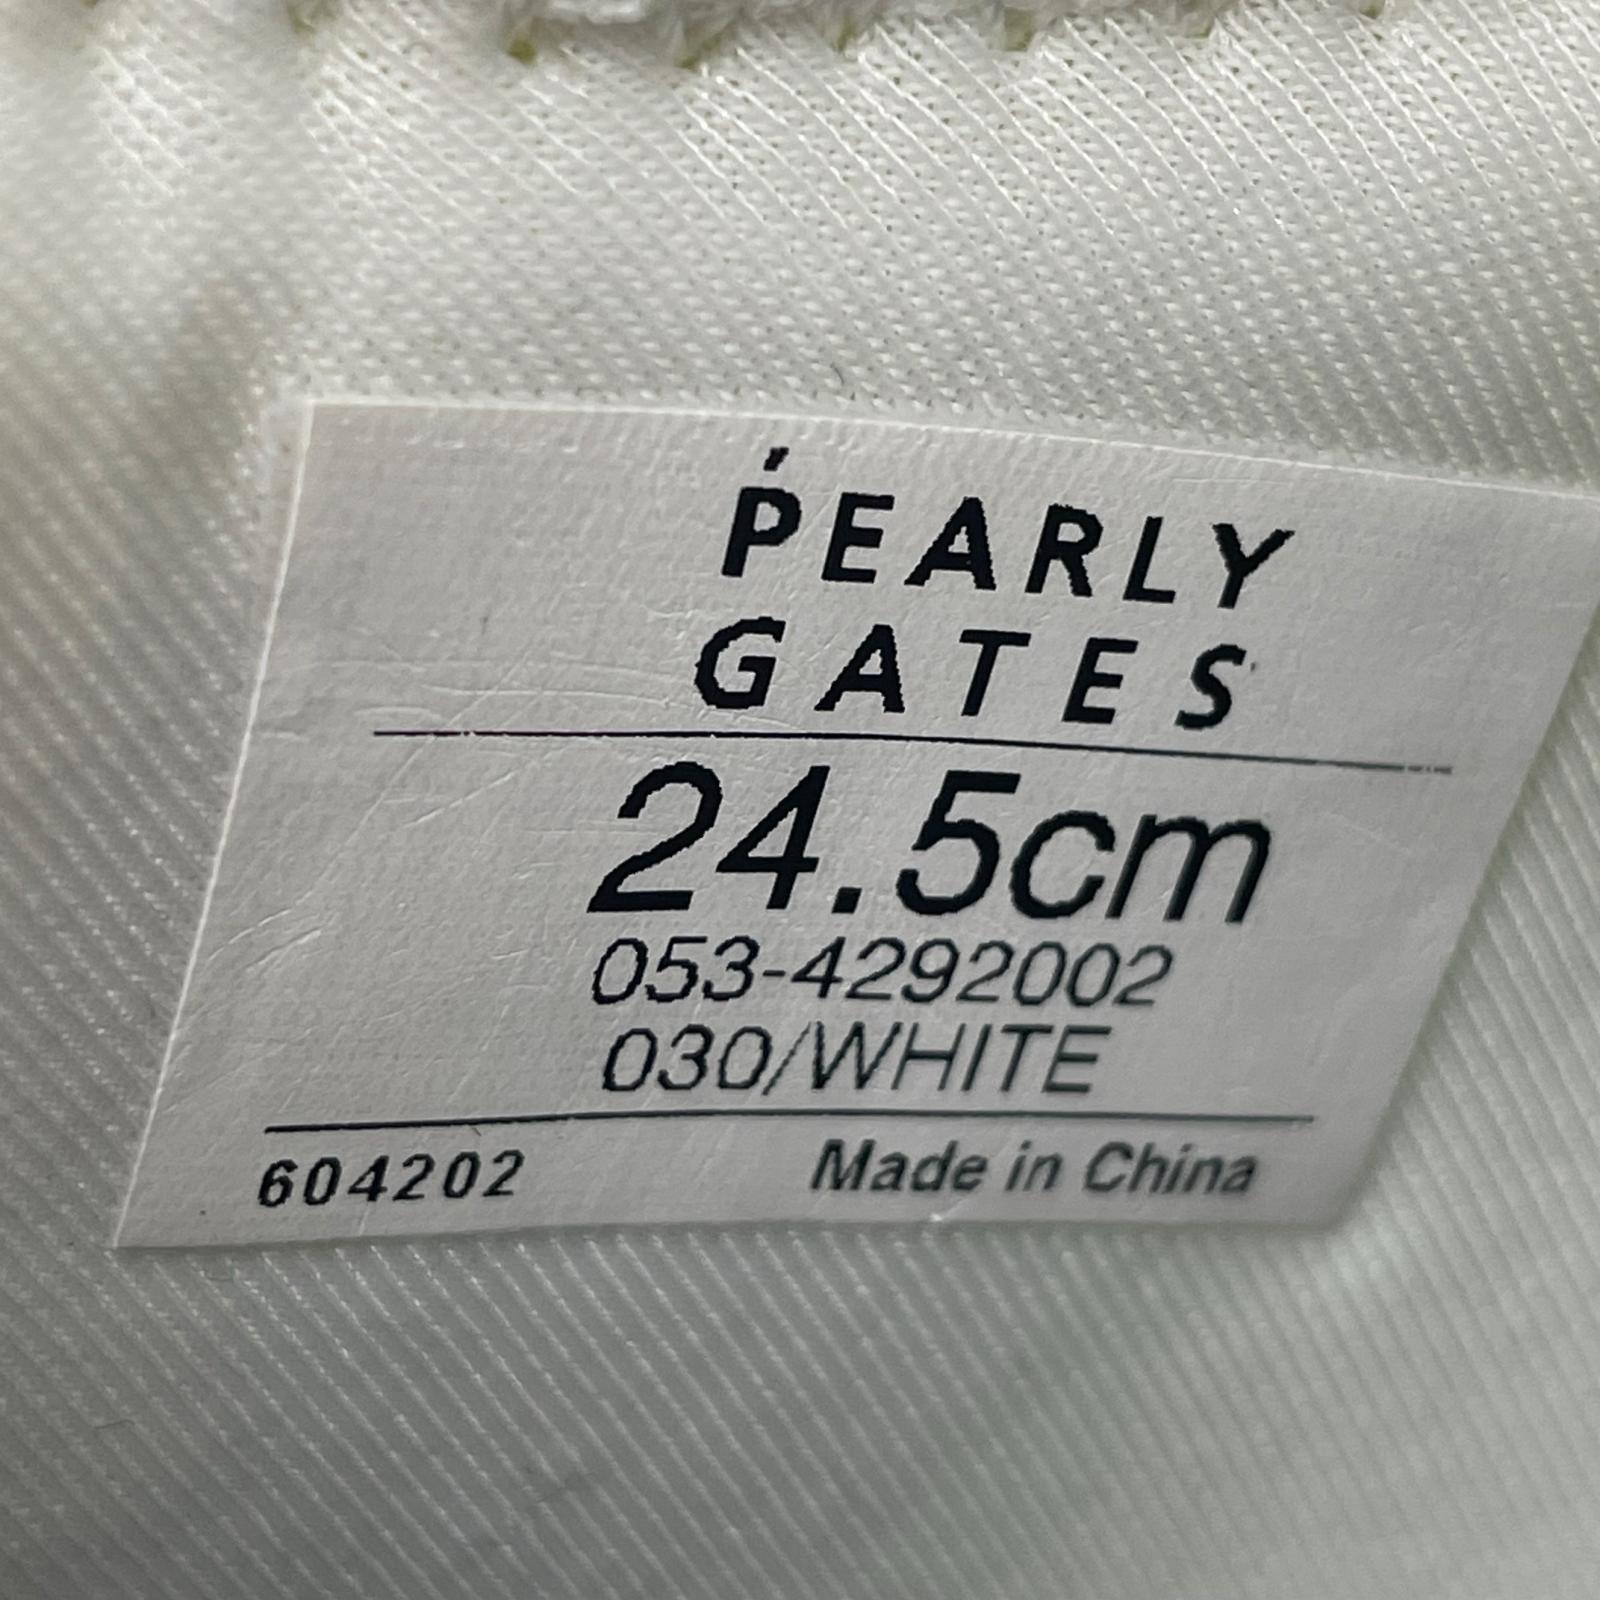 PEARLY
GATES
24.5cm
053-4292002
030/WHITE
604202
Made in China